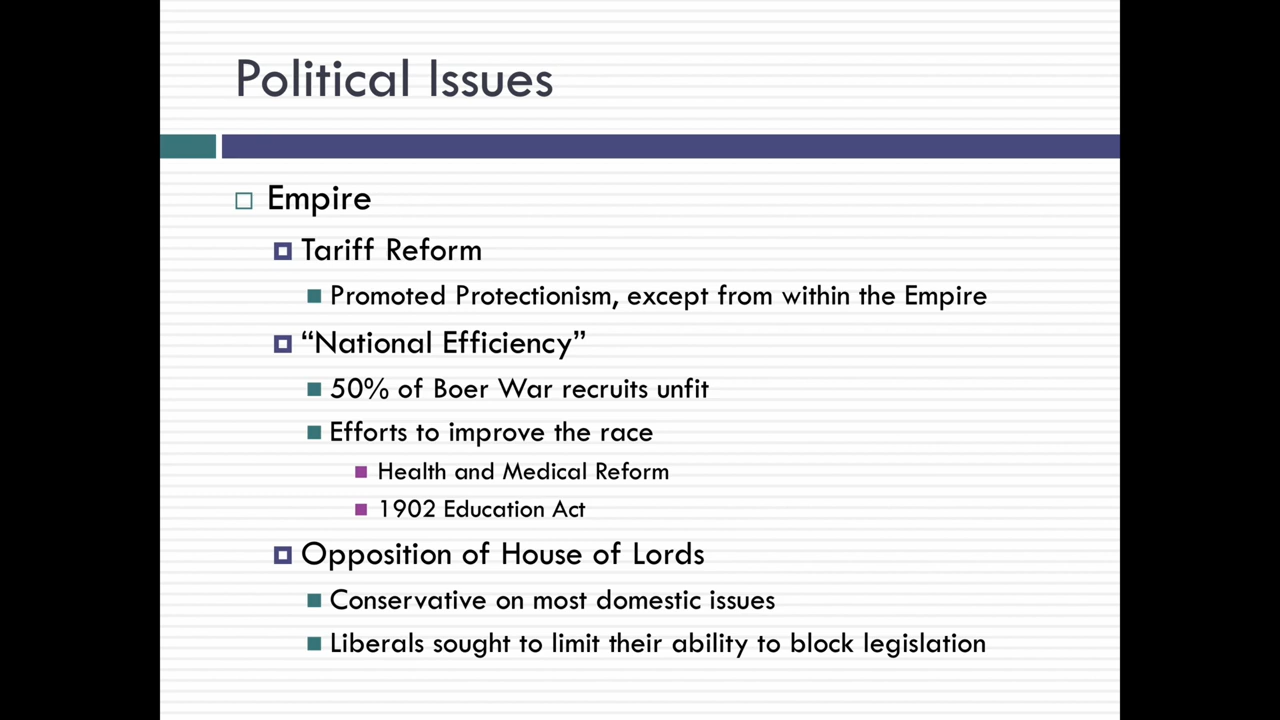 Political Issues
Empire
Tariff Reform
Promoted Protectionism, except from within the Empire
“National Efficiency”
50% of Boer War recruits unfit
Efforts to improve the race
Health and Medical Reform
1902 Education Act
Opposition of House of Lords
Conservative on most domestic issues
Liberals sought to limit their ability to block legislation